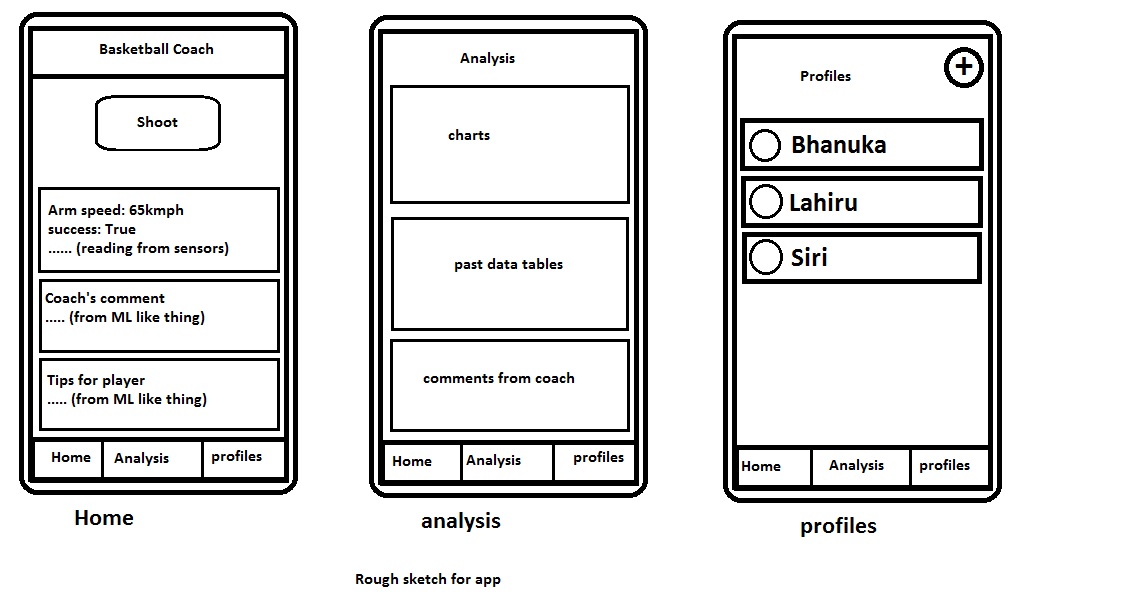 Basketball Coach
Shoot
Arm speed: 65kmph
success: True
...... (reading from sensors)
Coach's comment
..... (from ML like thing)
Tips for player
..... (from ML like thing)
Home Analysis profiles
Home
Analysis
charts
past data tables
comments from coach
Home Analysis profiles
analysis
Profiles +
Bhanuka
Lahiru
Siri
Home Analysis profiles
profiles
Rough sketch for app